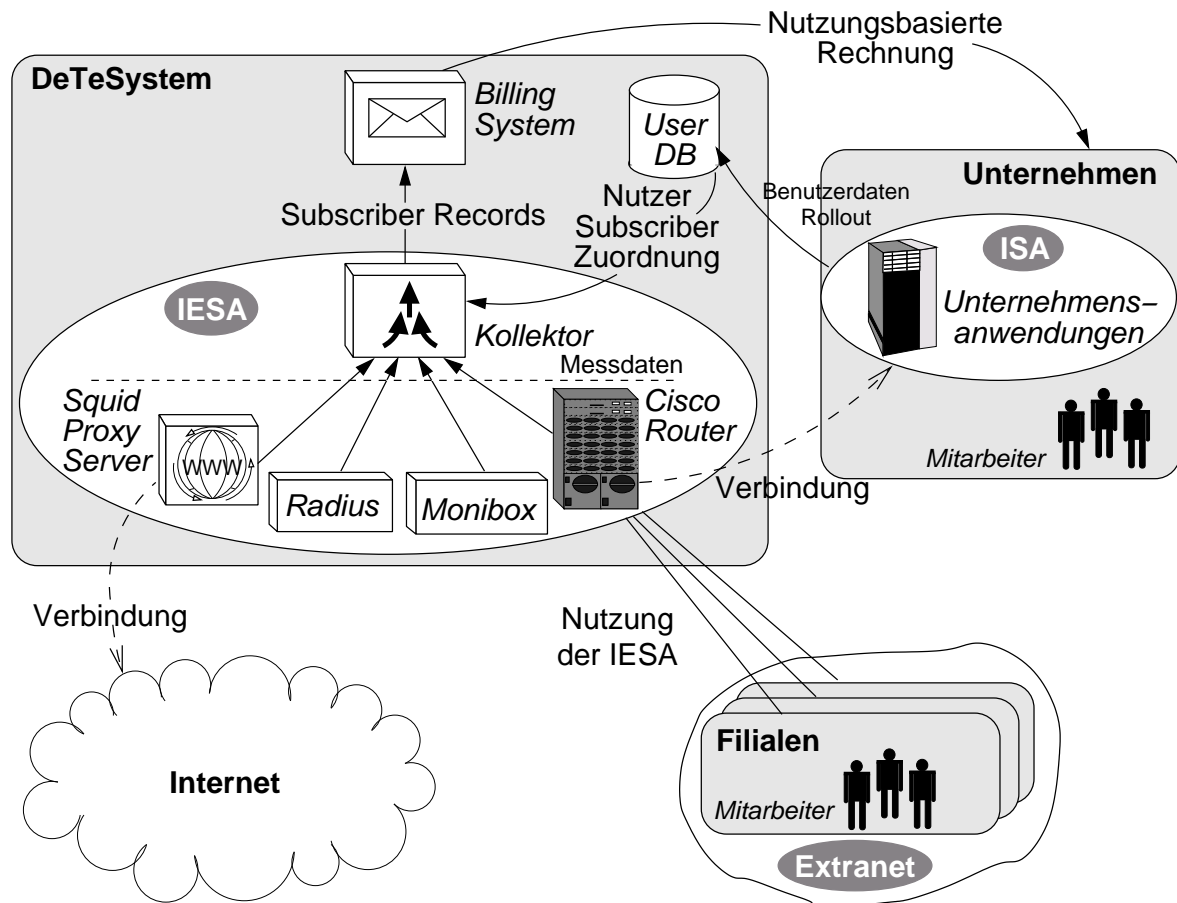 Nutzungsbasierte
Rechnung
DeTeSystem
Billing
System
User
DB
Unternehmen
Benutzerdaten
Rollout
Nutzer
Subscriber
Zuordnung
Subscriber Records
ISA
IESA
Unternehmens–
anwendungen
Kollektor
Messdaten
Squid
Proxy
Server
WWW
Cisco
Router
Radius
Monibox
Mitarbeiter
Verbindung
Verbindung
Nutzung
der IESA
Internet
Filialen
Mitarbeiter
Extranet